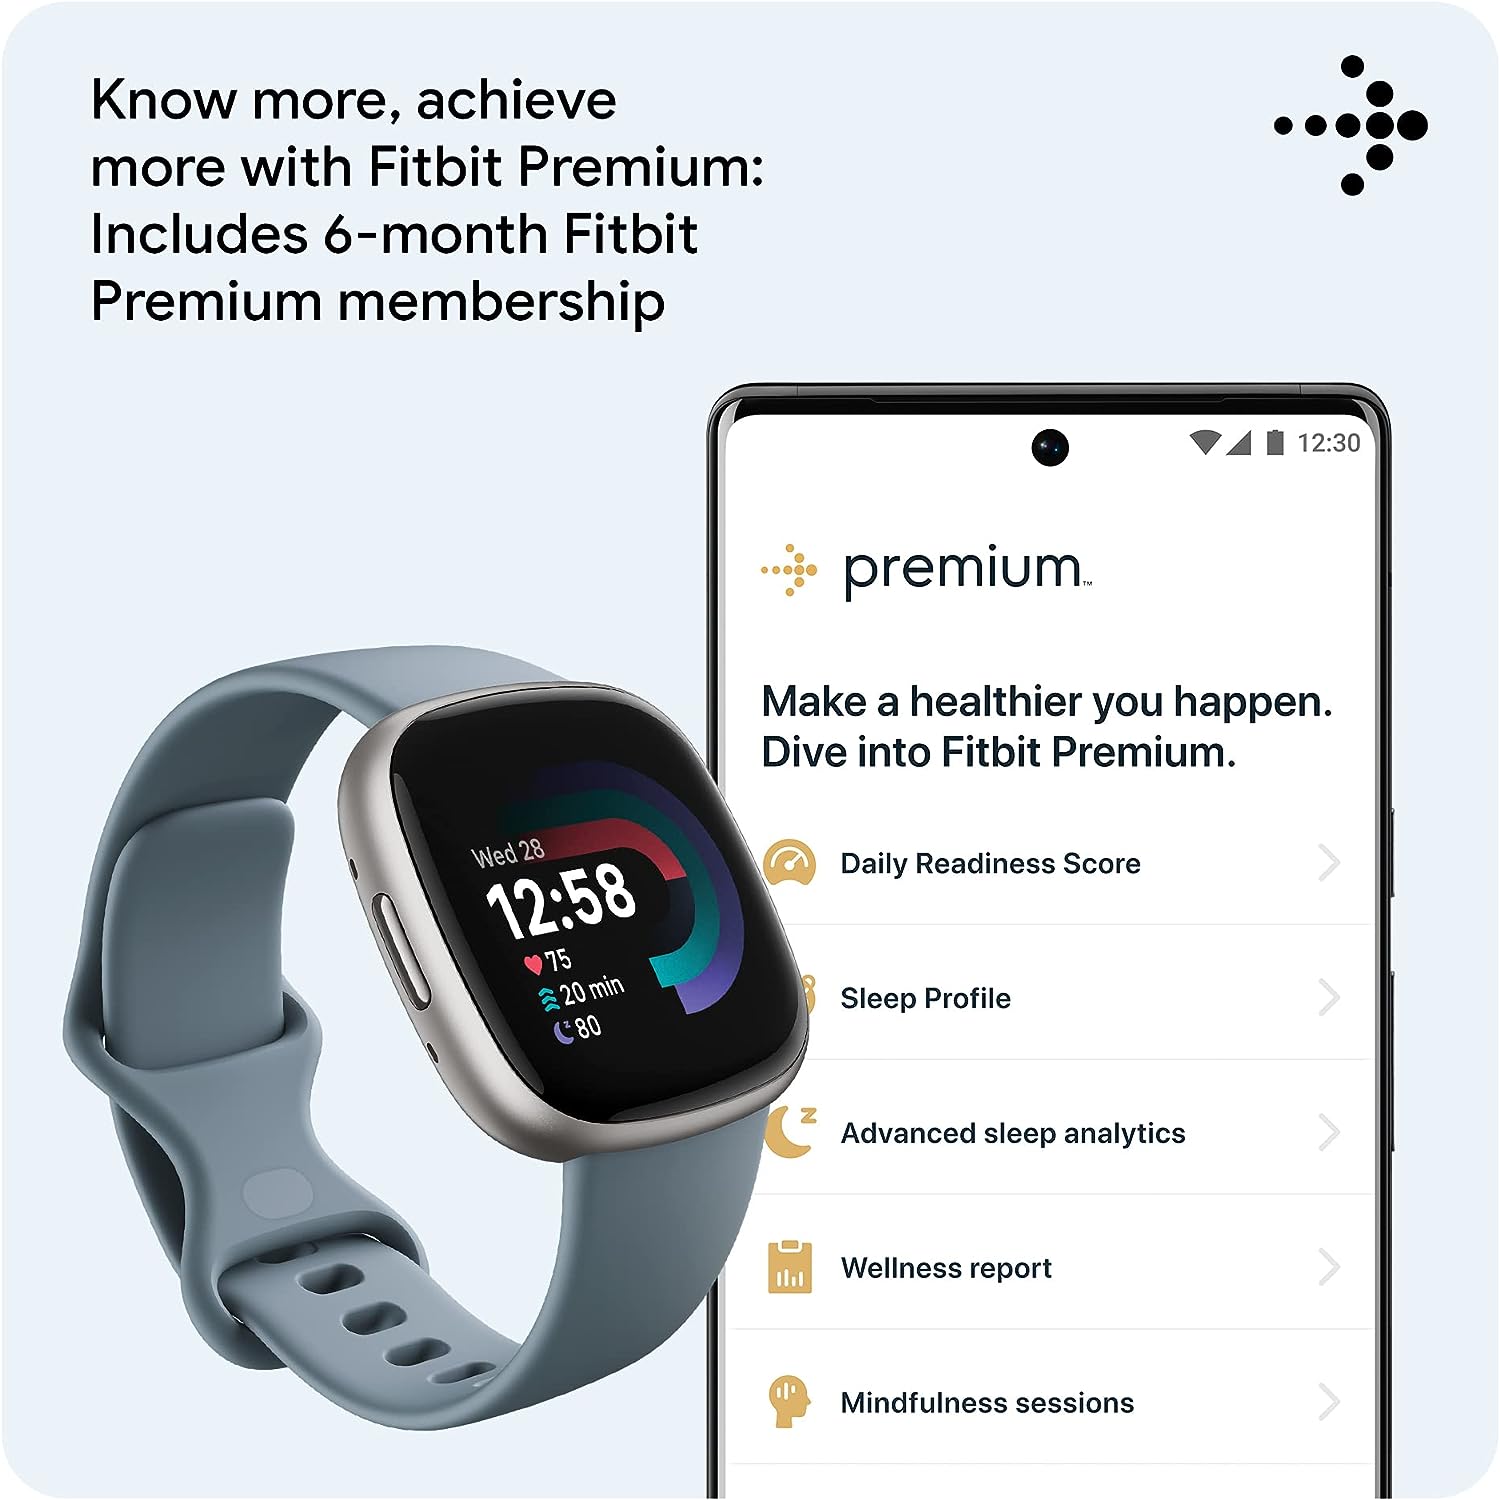 Know more, achieve
more with Fitbit Premium:
Includes 6-month Fitbit
Premium membership
12:30
premium™
Make a healthier you happen.
Dive into Fitbit Premium.
Daily Readiness Score
Sleep Profile
Advanced sleep analytics
Wellness report
Mindfulness sessions
Wed 28
12:58
75
20 min
80